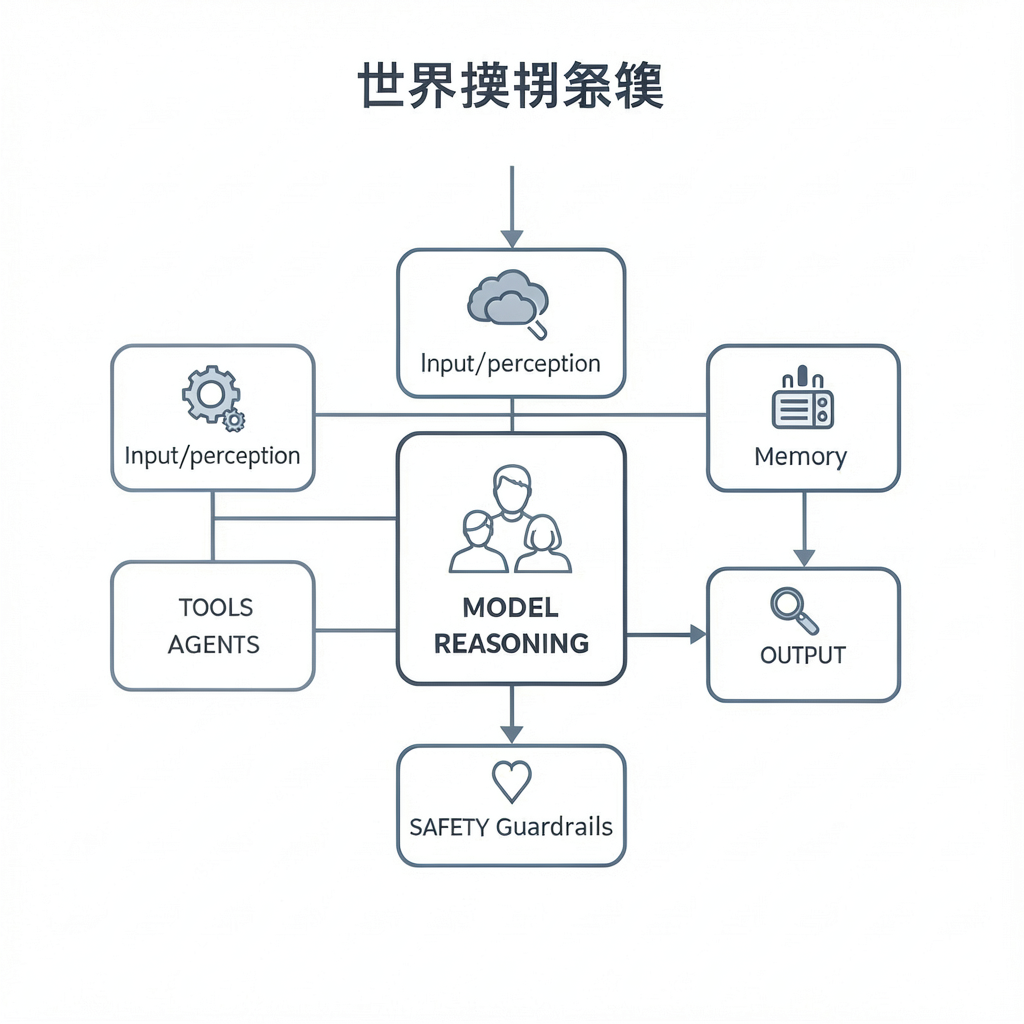 世界
Input/perception
Input/perception
Memory
TOOLS
AGENTS
MODEL
REASONING
OUTPUT
SAFETY Guardrails